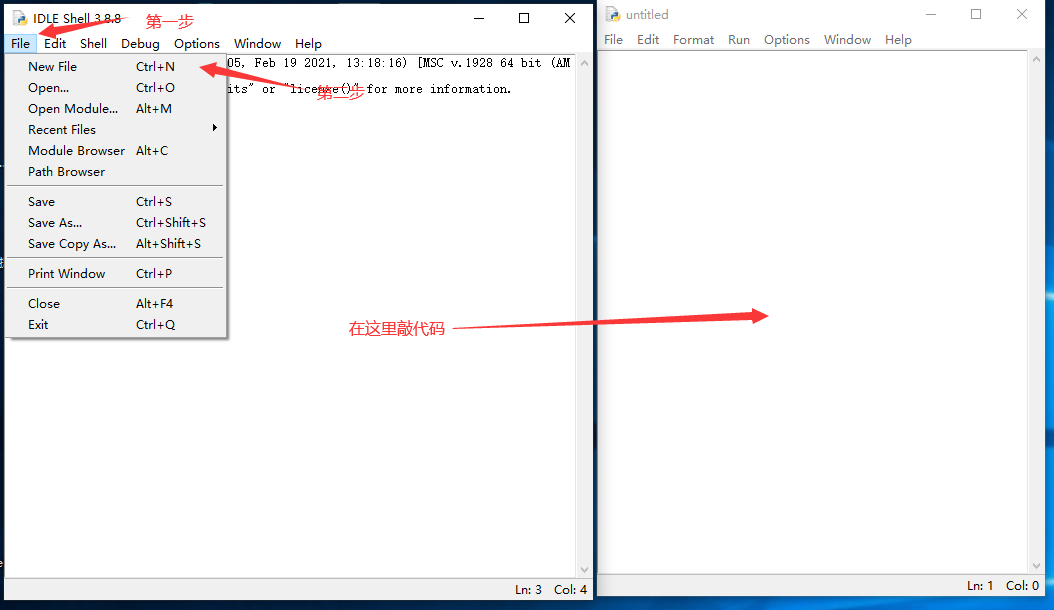 IDLE Shell 3.8.8
第一步
File Edit Shell Debug Options Window Help
New File Ctrl+N
Open... Ctrl+O
Open Module... Alt+M
Recent Files
Module Browser Alt+C
Path Browser
Save Ctrl+S
Save As... Ctrl+Shift+S
Save Copy As... Alt+Shift+S
Print Window Ctrl+P
Close Alt+F4
Exit Ctrl+Q
05, Feb 19 2021, 13:18:16) [MSC v.1928 64 bit (AM
its" or "license()" for more information.
第二步
在这里敲代码
Ln: 3 Col: 4
untitled
File Edit Format Run Options Window Help
Ln: 1 Col: 0